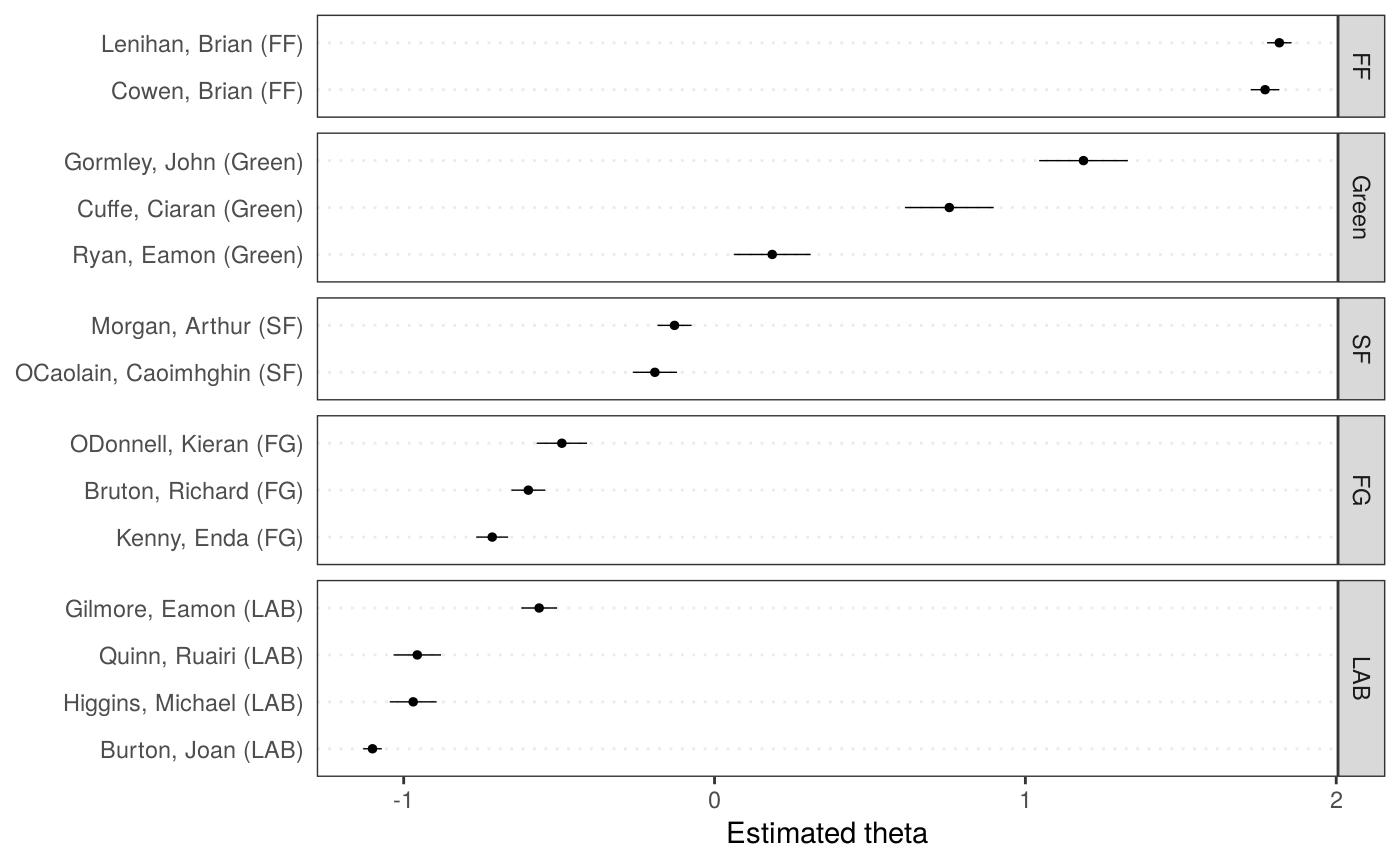 Lenihan, Brian (FF)
Cowen, Brian (FF)
FF
Gormley, John (Green)
Cuffe, Ciaran (Green)
Ryan, Eamon (Green)
Green
Morgan, Arthur (SF)
OCaolain, Caoimhghin (SF)
SF
ODonnell, Kieran (FG)
Bruton, Richard (FG)
Kenny, Enda (FG)
FG
Gilmore, Eamon (LAB)
Quinn, Ruairi (LAB)
Higgins, Michael (LAB)
Burton, Joan (LAB)
LAB
-1 0 1 2
Estimated theta